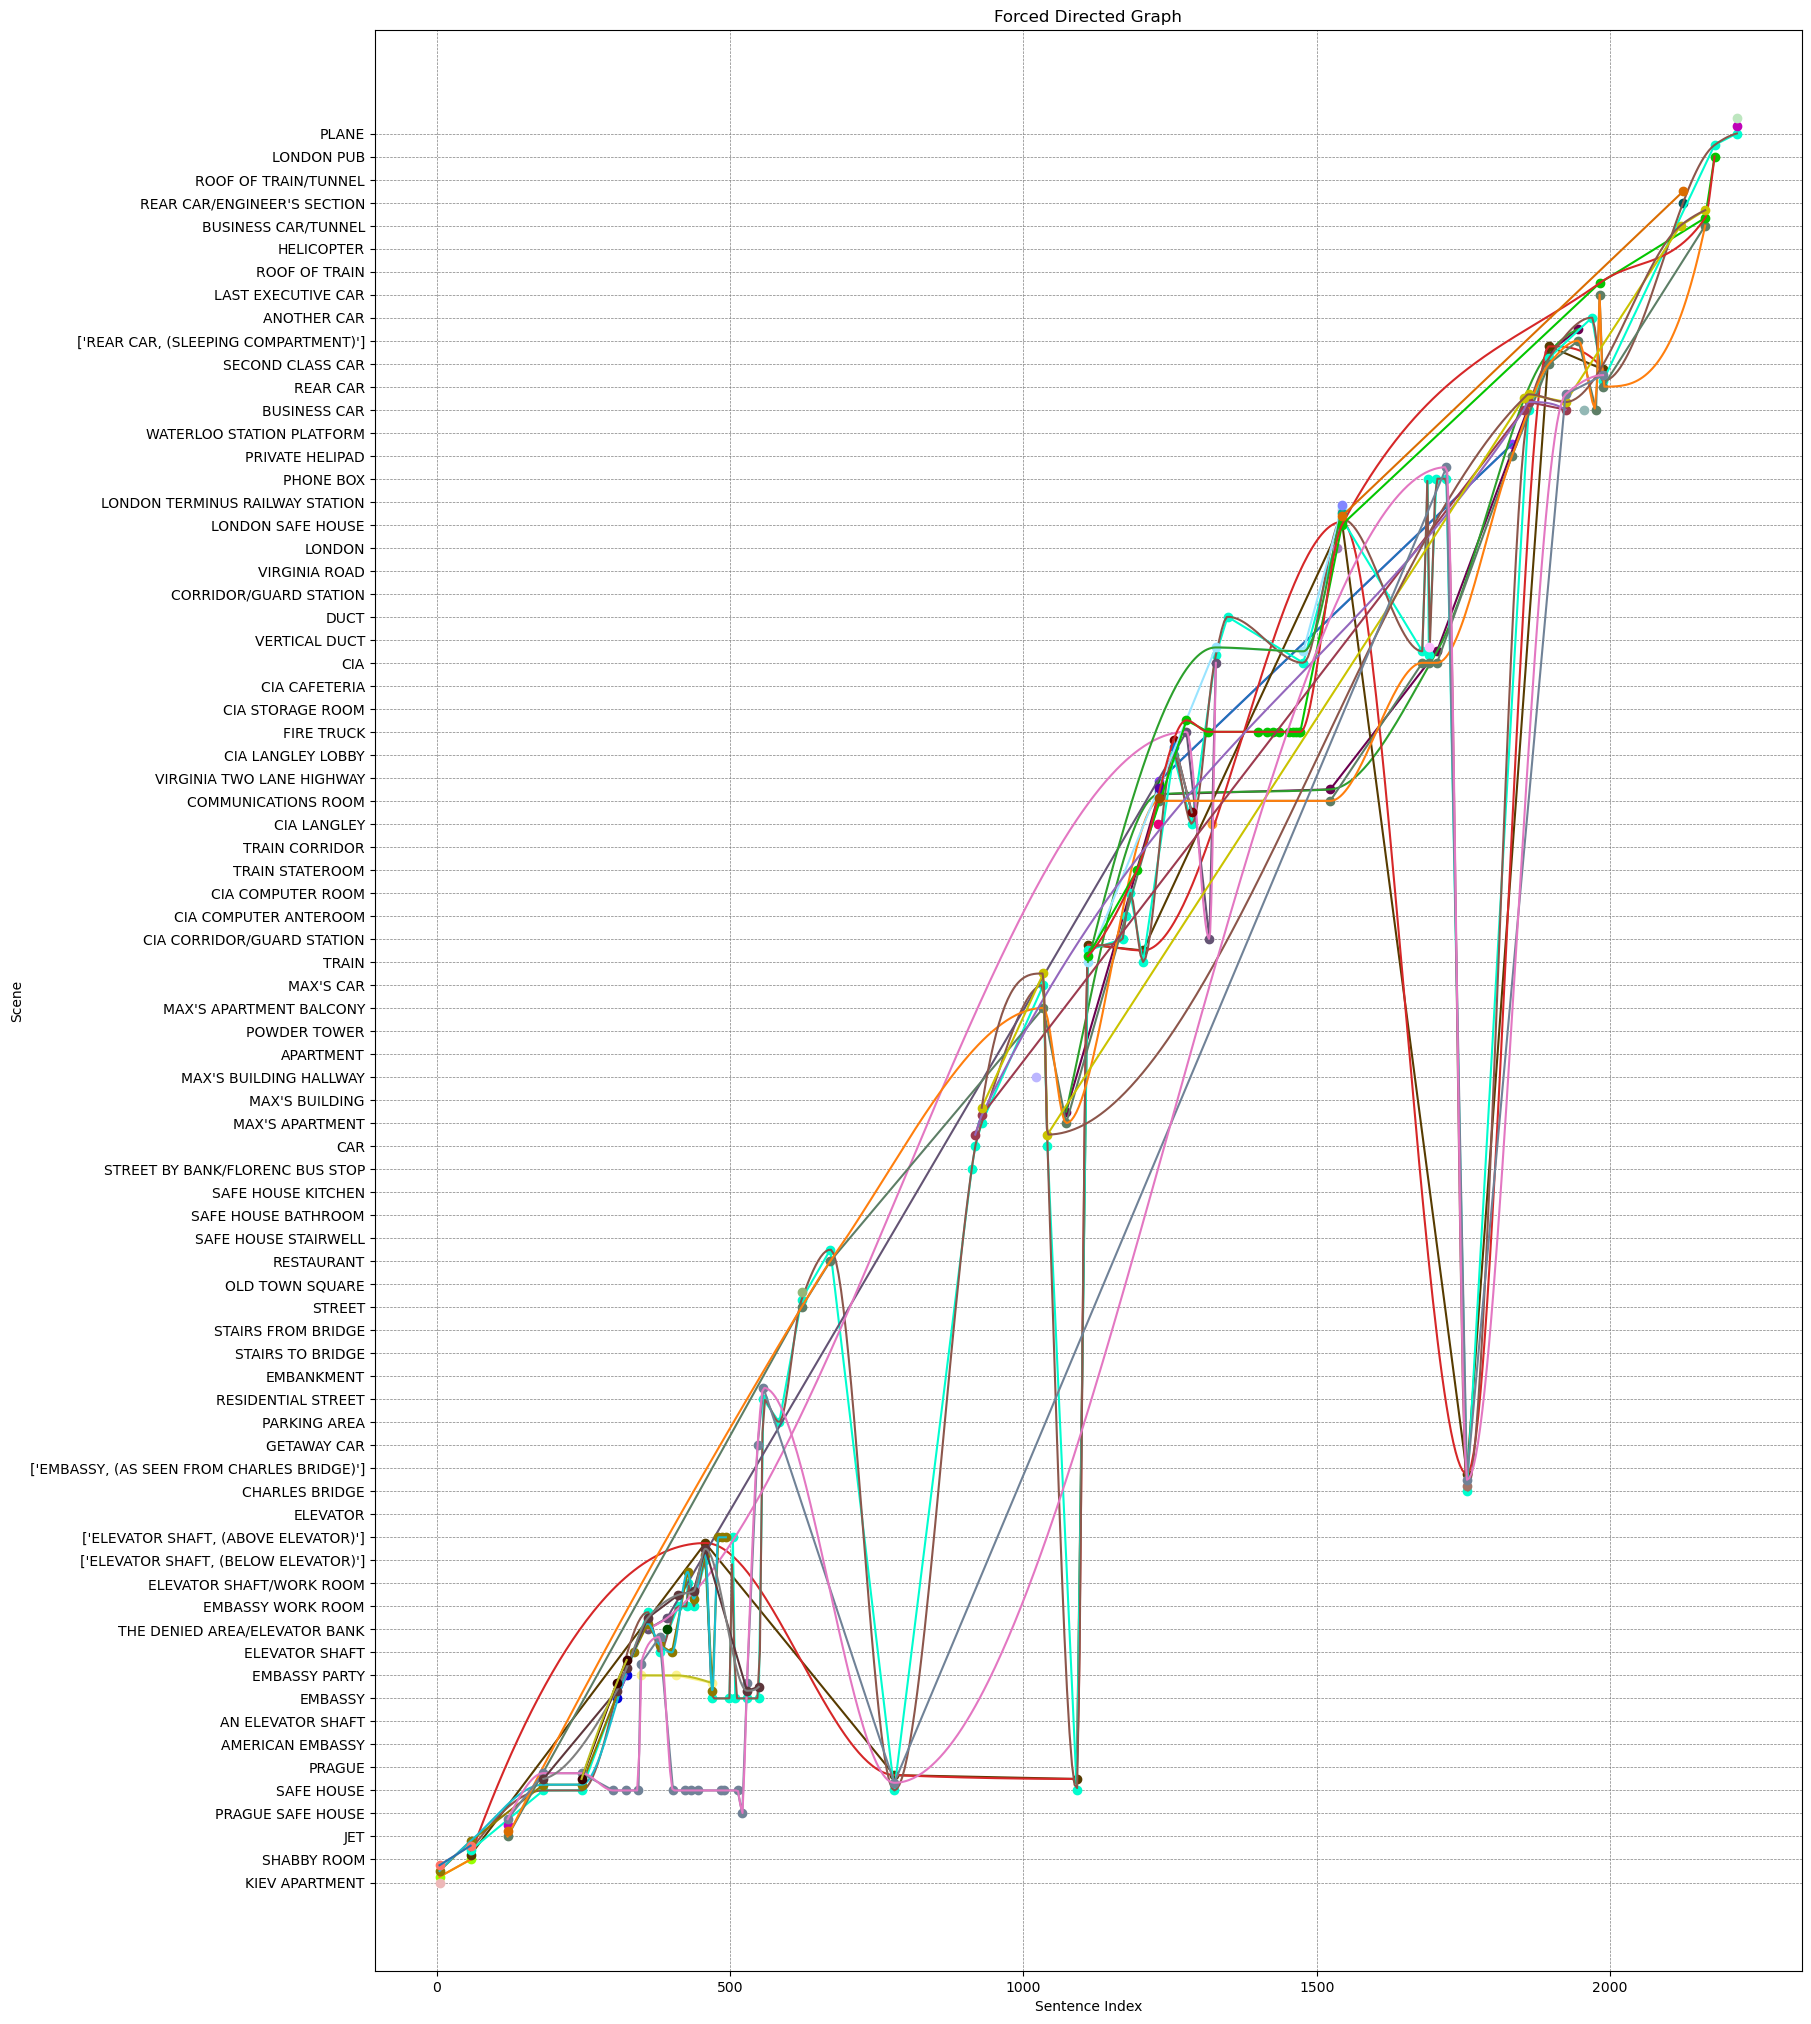 Forced Directed Graph
PLANE
LONDON PUB
ROOF OF TRAIN/TUNNEL
REAR CAR/ENGINEER'S SECTION
BUSINESS CAR/TUNNEL
HELICOPTER
ROOF OF TRAIN
LAST EXECUTIVE CAR
ANOTHER CAR
['REAR CAR, (SLEEPING COMPARTMENT)']
SECOND CLASS CAR
REAR CAR
BUSINESS CAR
WATERLOO STATION PLATFORM
PRIVATE HELIPAD
PHONE BOX
LONDON TERMINUS RAILWAY STATION
LONDON SAFE HOUSE
LONDON
VIRGINIA ROAD
CORRIDOR/GUARD STATION
DUCT
VERTICAL DUCT
CIA
CIA CAFETERIA
CIA STORAGE ROOM
FIRE TRUCK
CIA LANGLEY LOBBY
VIRGINIA TWO LANE HIGHWAY
COMMUNICATIONS ROOM
CIA LANGLEY
TRAIN CORRIDOR
TRAIN STATEROOM
CIA COMPUTER ROOM
CIA COMPUTER ANTEROOM
CIA CORRIDOR/GUARD STATION
TRAIN
MAX'S CAR
MAX'S APARTMENT BALCONY
POWDER TOWER
APARTMENT
MAX'S BUILDING HALLWAY
MAX'S BUILDING
MAX'S APARTMENT
CAR
STREET BY BANK/FLORENC BUS STOP
SAFE HOUSE KITCHEN
SAFE HOUSE BATHROOM
SAFE HOUSE STAIRWELL
RESTAURANT
OLD TOWN SQUARE
STREET
STAIRS FROM BRIDGE
STAIRS TO BRIDGE
EMBANKMENT
RESIDENTIAL STREET
PARKING AREA
GETAWAY CAR
['EMBASSY, (AS SEEN FROM CHARLES BRIDGE)']
CHARLES BRIDGE
ELEVATOR
['ELEVATOR SHAFT, (ABOVE ELEVATOR)']
['ELEVATOR SHAFT, (BELOW ELEVATOR)']
ELEVATOR SHAFT/WORK ROOM
EMBASSY WORK ROOM
THE DENIED AREA/ELEVATOR BANK
ELEVATOR SHAFT
EMBASSY PARTY
EMBASSY
AN ELEVATOR SHAFT
AMERICAN EMBASSY
PRAGUE
SAFE HOUSE
PRAGUE SAFE HOUSE
JET
SHABBY ROOM
KIEV APARTMENT
Scene
0 500 1000 1500 2000
Sentence Index